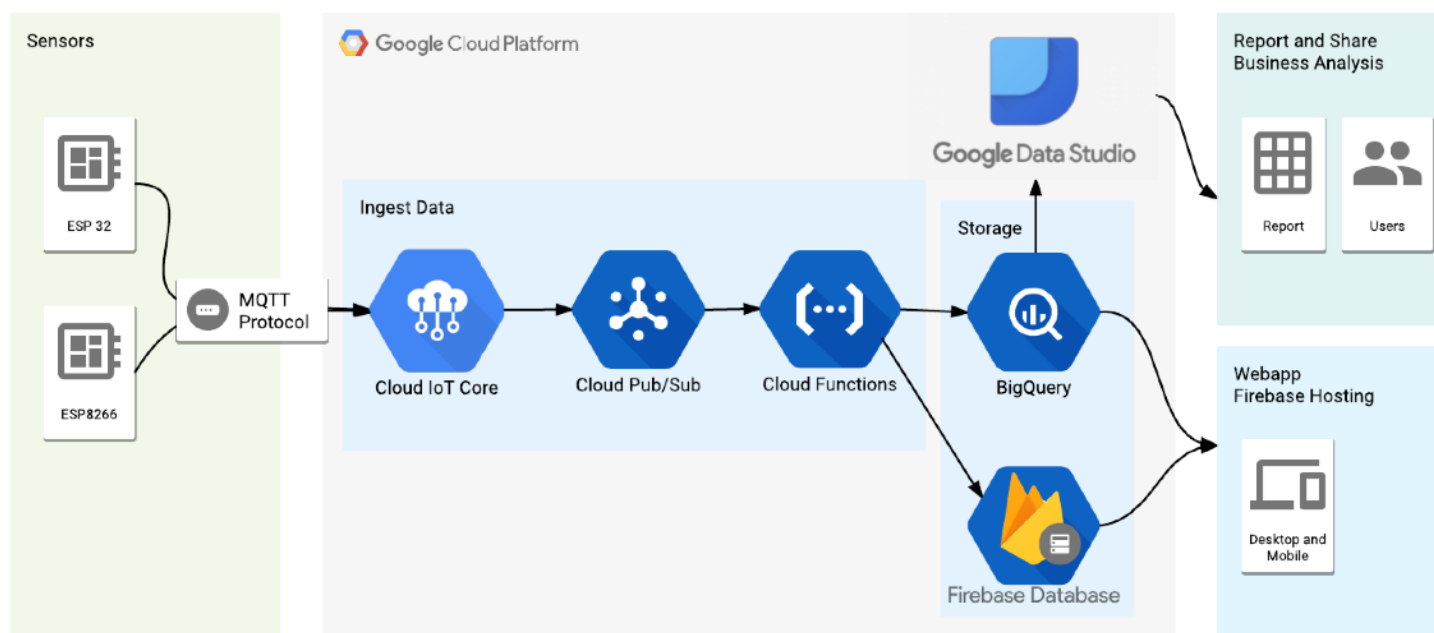 Sensors
ESP 32
ESP8266
MQTT
Protocol
Google Cloud Platform
Ingest Data
Cloud IoT Core
Cloud Pub/Sub
Cloud Functions
Google Data Studio
Storage
BigQuery
Firebase Database
Report and Share
Business Analysis
Report
Users
Webapp
Firebase Hosting
Desktop and
Mobile